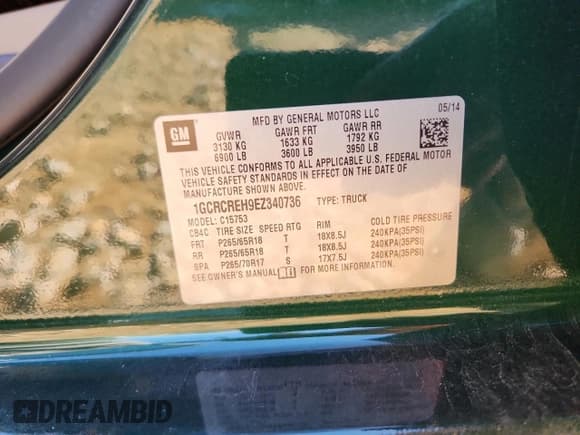 MFD BY GENERAL MOTORS LLC 05/14
GM
GVWR GAWR FRT GAWR RR
3130 KG 1633 KG 1792 KG
6900 LB 3600 LB 3950 LB
THIS VEHICLE CONFORMS TO ALL APPLICABLE U.S. FEDERAL MOTOR
VEHICLE SAFETY STANDARDS IN EFFECT ON THE DATE OF
MANUFACTURE SHOWN ABOVE.
1GCRCREH9EZ340736 TYPE: TRUCK
MODEL: C15753
CB4C TIRE SIZE SPEED RTG RIM COLD TIRE PRESSURE
FRT P265/65R18 T 18X8.5J 240KPA(35PSI)
RR P265/65R18 T 18X8.5J 240KPA(35PSI)
SPA P265/70R17 S 17X7.5J 240KPA(35PSI)
SEE OWNER'S MANUAL FOR MORE INFORMATION.
DREAMBID